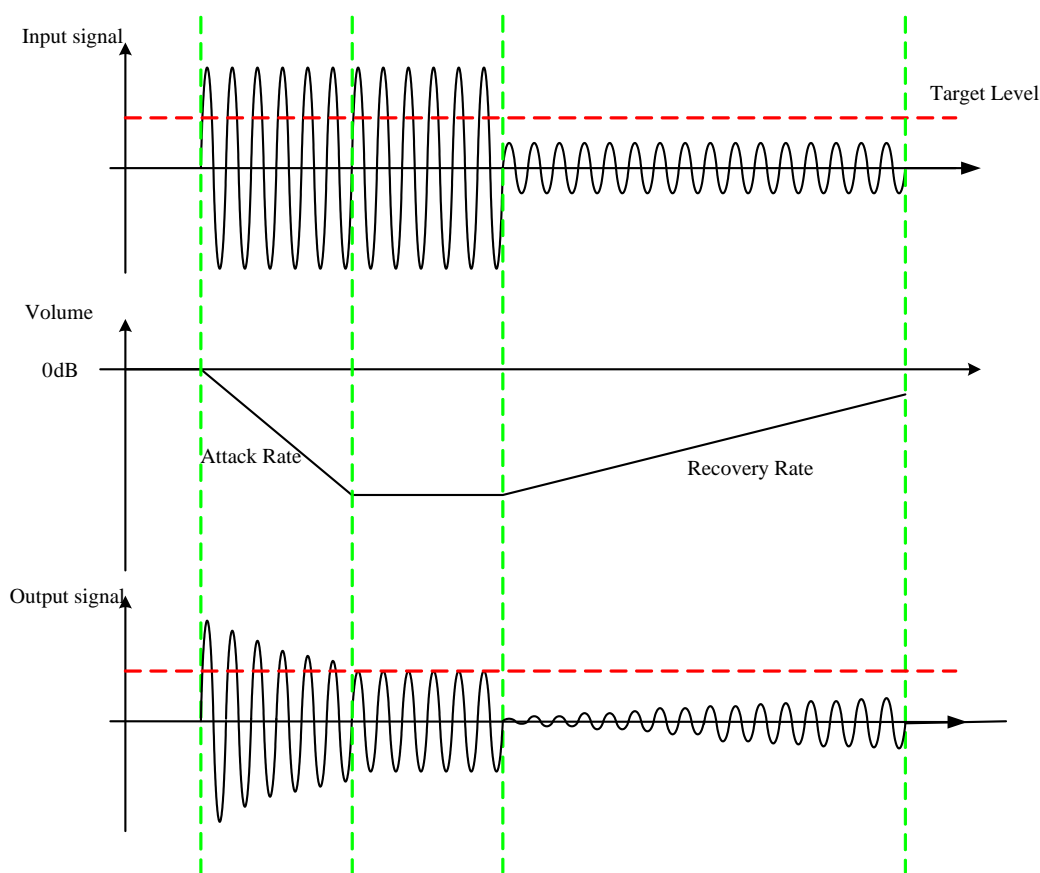 Input signal
Target Level
Volume
0dB
Attack Rate
Recovery Rate
Output signal